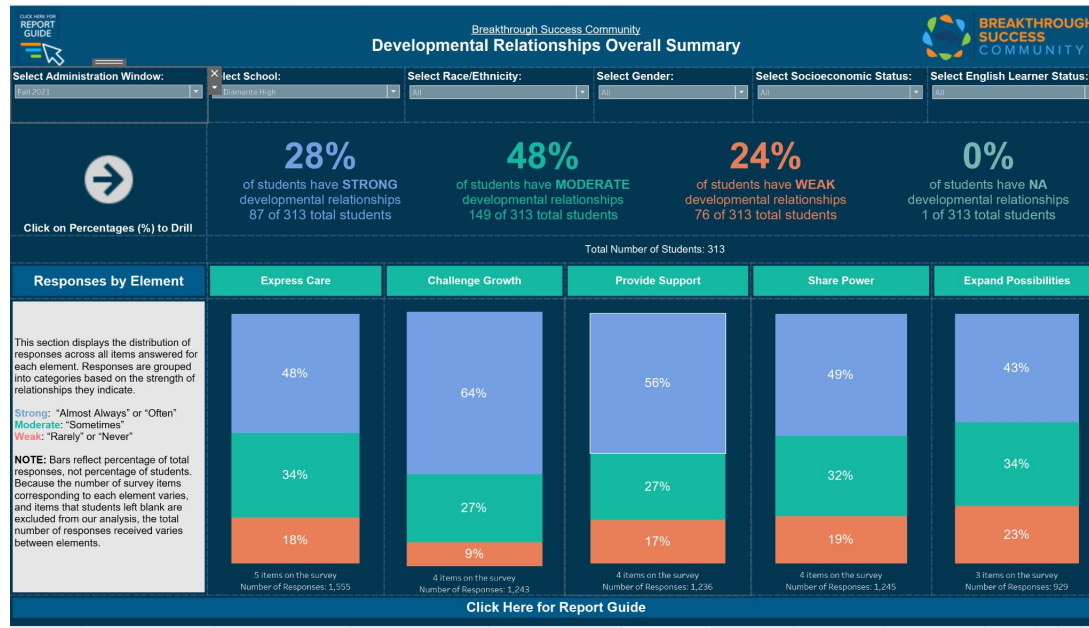 CLICK HERE FOR
REPORT
GUIDE
Breakthrough Success Community
Developmental Relationships Overall Summary
BREAKTHROUGH
SUCCESS
COMMUNITY
Select Administration Window:
Fall 2021
lect School:
Diamante High
Select Race/Ethnicity:
All
Select Gender:
All
Select Socioeconomic Status:
All
Select English Learner Status:
All
Click on Percentages (%) to Drill
28%
of students have STRONG
developmental relationships
87 of 313 total students
48%
of students have MODERATE
developmental relationships
149 of 313 total students
24%
of students have WEAK
developmental relationships
76 of 313 total students
0%
of students have NA
developmental relationships
1 of 313 total students
Total Number of Students: 313
Responses by Element
Express Care
Challenge Growth
Provide Support
Share Power
Expand Possibilities
This section displays the distribution of
responses across all items answered for
each element. Responses are grouped
into categories based on the strength of
relationships they indicate.
Strong: “Almost Always” or “Often”
Moderate: “Sometimes”
Weak: “Rarely” or “Never”
NOTE: Bars reflect percentage of total
responses, not percentage of students.
Because the number of survey items
corresponding to each element varies,
and items that students left blank are
excluded from our analysis, the total
number of responses received varies
between elements.
48%
34%
18%
5 items on the survey
Number of Responses: 1,555
64%
27%
9%
4 items on the survey
Number of Responses: 1,243
56%
27%
17%
4 items on the survey
Number of Responses: 1,236
49%
32%
19%
4 items on the survey
Number of Responses: 1,245
43%
34%
23%
3 items on the survey
Number of Responses: 929
Click Here for Report Guide